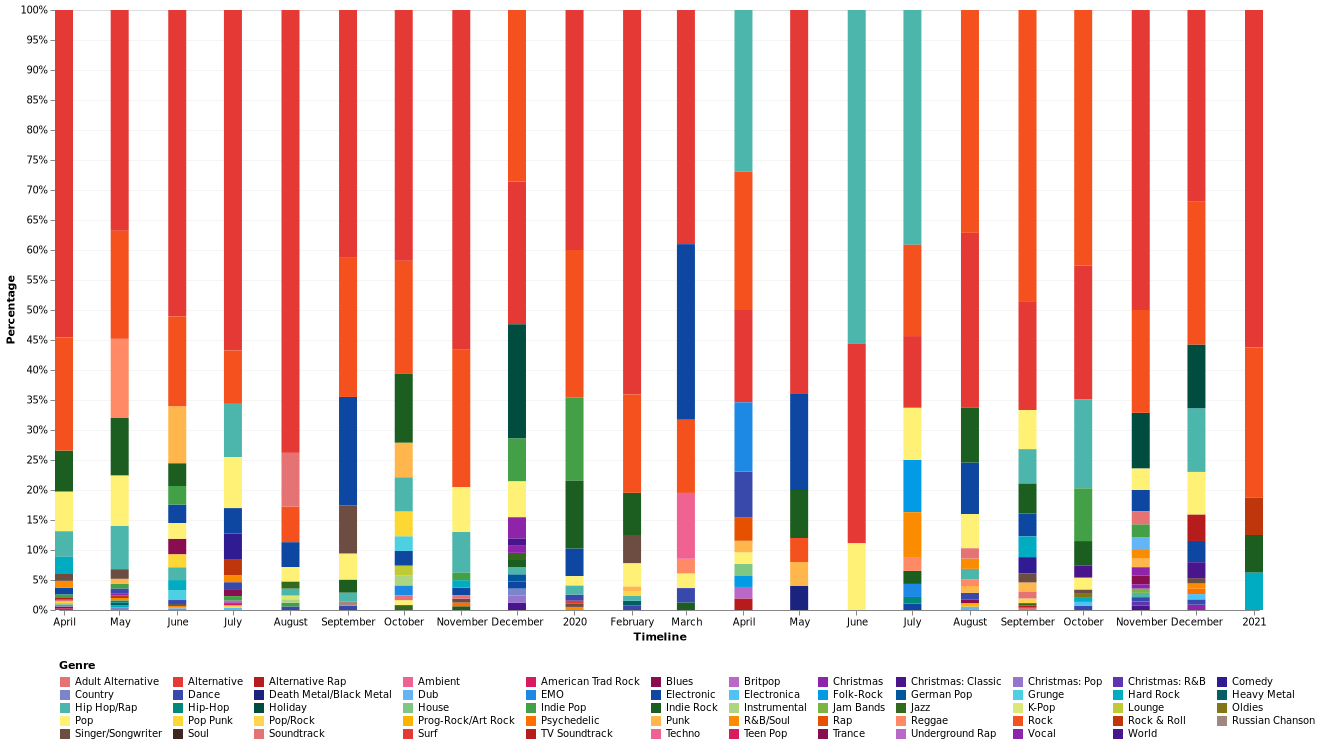 100%
95%
90%
85%
80%
75%
70%
65%
60%
55%
50%
45%
40%
35%
30%
25%
20%
15%
10%
5%
0%
Percentage
April May June July August September October November December 2020 February March April May June July August September October November December 2021
Timeline
Genre
Adult Alternative Alternative Alternative Rap Ambient American Trad Rock Blues Britpop Christmas Christmas: Classic Christmas: Pop Christmas: R&B Comedy
Country Dance Death Metal/Black Metal Dub EMO Electronic Electronica Folk-Rock German Pop Grunge Hard Rock Heavy Metal
Hip Hop/Rap Hip-Hop Holiday House Indie Pop Indie Rock Instrumental Jam Bands Jazz K-Pop Lounge Oldies
Pop Pop Punk Pop/Rock Prog-Rock/Art Rock Psychedelic Punk R&B/Soul Rap Reggae Rock Rock & Roll Russian Chanson
Singer/Songwriter Soul Soundtrack Surf TV Soundtrack Techno Teen Pop Trance Underground Rap Vocal World